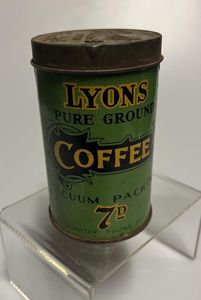 LYONS
PURE GROUND
COFFEE
VACUUM PACKED
7D
QUARTER POUND